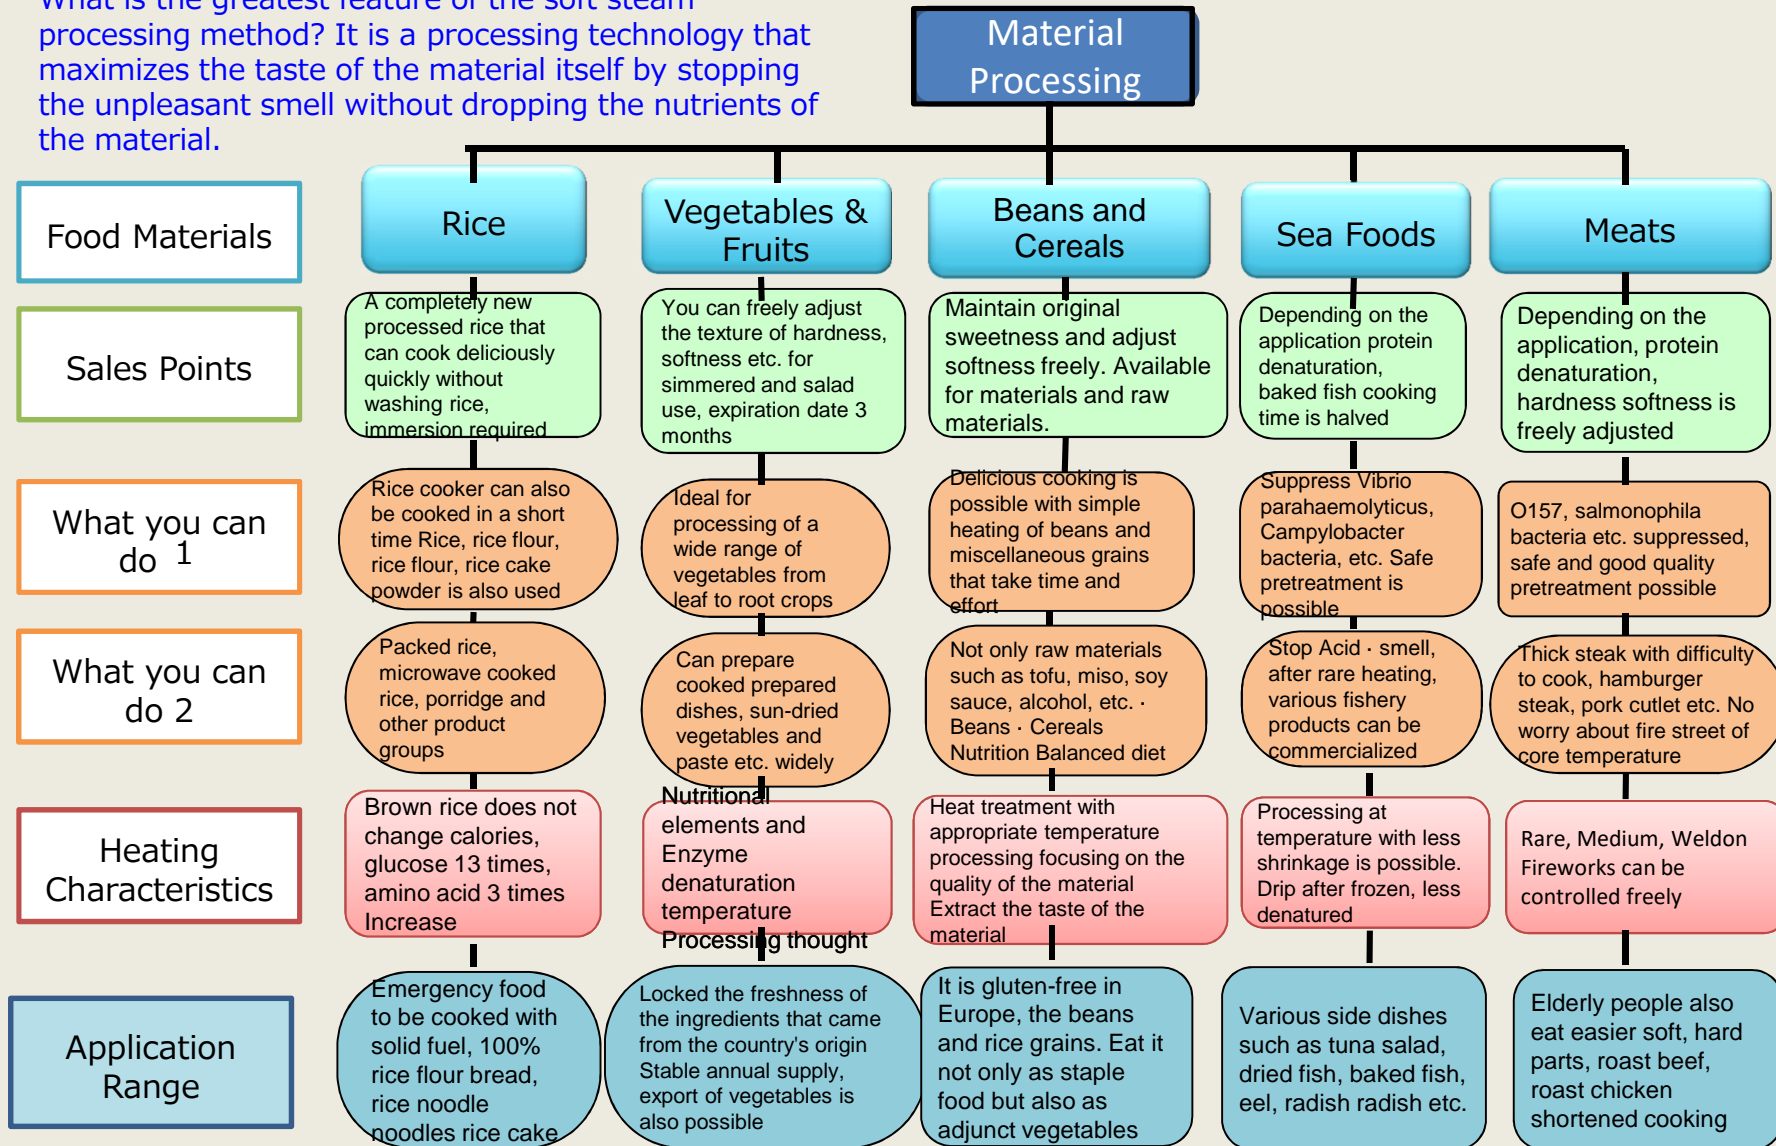 What is the greatest feature of the soft steam
processing method? It is a processing technology that
maximizes the taste of the material itself by stopping
the unpleasant smell without dropping the nutrients of
the material.
Material
Processing
Food Materials
Rice
Vegetables &
Fruits
Beans and
Cereals
Sea Foods
Meats
Sales Points
A completely new
processed rice that
can cook deliciously
quickly without
washing rice,
immersion required
You can freely adjust
the texture of hardness,
softness etc. for
simmered and salad
use, expiration date 3
months
Maintain original
sweetness and adjust
softness freely. Available
for materials and raw
materials.
Depending on the
application protein
denaturation,
baked fish cooking
time is halved
Depending on the
application, protein
denaturation,
hardness softness is
freely adjusted
What you can
do 1
Rice cooker can also
be cooked in a short
time Rice, rice flour,
rice flour, rice cake
powder is also used
Ideal for
processing of a
wide range of
vegetables from
leaf to root crops
Delicious cooking is
possible with simple
heating of beans and
miscellaneous grains
that take time and
effort
Suppress Vibrio
parahaemolyticus,
Campylobacter
bacteria, etc. Safe
pretreatment is
possible
O157, salmonophila
bacteria etc. suppressed,
safe and good quality
pretreatment possible
What you can
do 2
Packed rice,
microwave cooked
rice, porridge and
other product
groups
Can prepare
cooked prepared
dishes, sun-dried
vegetables and
paste etc. widely
Not only raw materials
such as tofu, miso, soy
sauce, alcohol, etc. ·
Beans · Cereals
Nutrition Balanced diet
Stop Acid · smell,
after rare heating,
various fishery
products can be
commercialized
Thick steak with difficulty
to cook, hamburger
steak, pork cutlet etc. No
worry about fire street of
core temperature
Heating
Characteristics
Brown rice does not
change calories,
glucose 13 times,
amino acid 3 times
Increase
Nutritional
elements and
Enzyme
denaturation
temperature
Processing thought
Heat treatment with
appropriate temperature
processing focusing on the
quality of the material
Extract the taste of the
material
Processing at
temperature with less
shrinkage is possible.
Drip after frozen, less
denatured
Rare, Medium, Weldon
Fireworks can be
controlled freely
Application
Range
Emergency food
to be cooked with
solid fuel, 100%
rice flour bread,
rice noodle
noodles rice cake
Locked the freshness of
the ingredients that came
from the country's origin
Stable annual supply,
export of vegetables is
also possible
It is gluten-free in
Europe, the beans
and rice grains. Eat it
not only as staple
food but also as
adjunct vegetables
Various side dishes
such as tuna salad,
dried fish, baked fish,
eel, radish radish etc.
Elderly people also
eat easier soft, hard
parts, roast beef,
roast chicken
shortened cooking